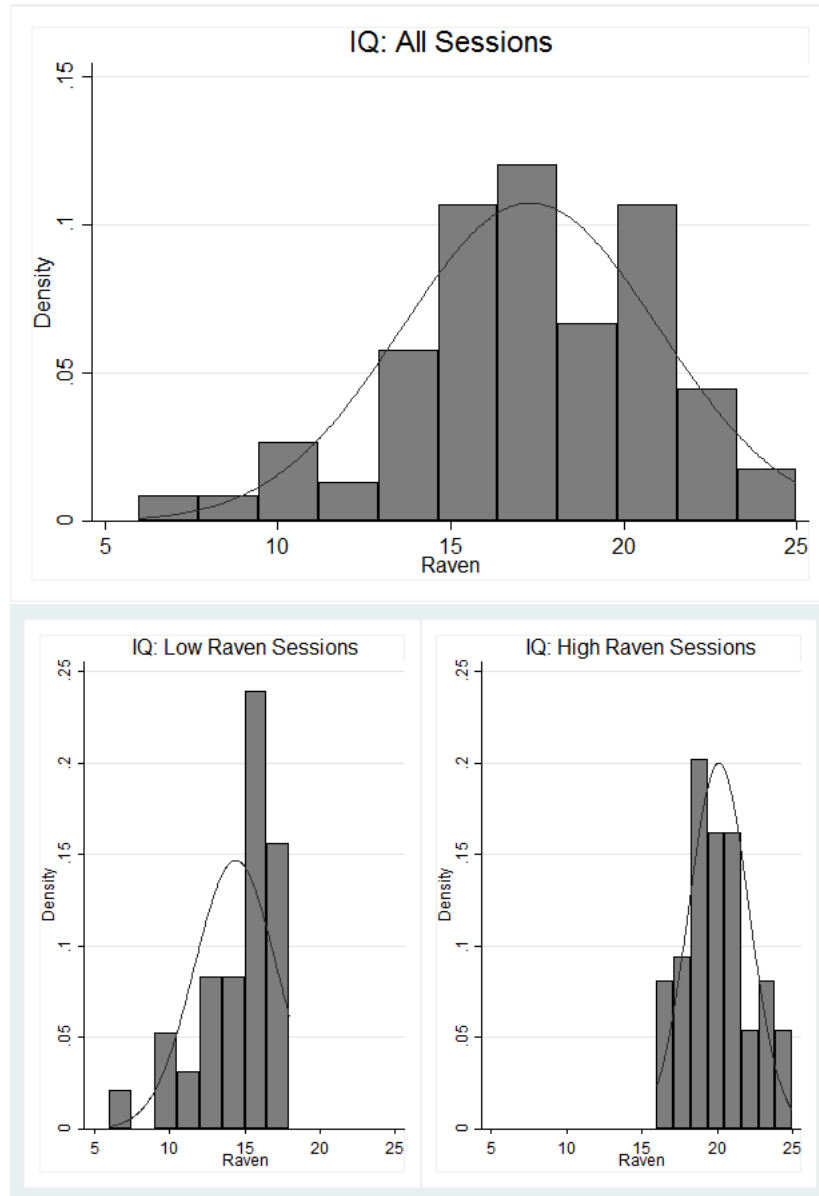 IQ: All Sessions
.15
.1
.05
0
Density
5 10 15 20 25
Raven
IQ: Low Raven Sessions
.25
.2
.15
.1
.05
0
Density
5 10 15 20 25
Raven
IQ: High Raven Sessions
.25
.2
.15
.1
.05
0
Density
5 10 15 20 25
Raven